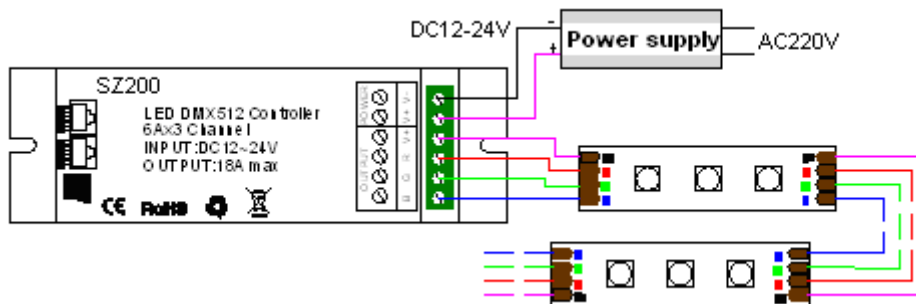 DC12-24V
-
+
Power supply
AC220V
SZ200
LED DMX512 Controller
6Ax3 Channel
INPUT:DC12~24V
OUTPUT:18A max
CE RoHS
POWER
OUTPUT
V-
V+
V+
R
G
B